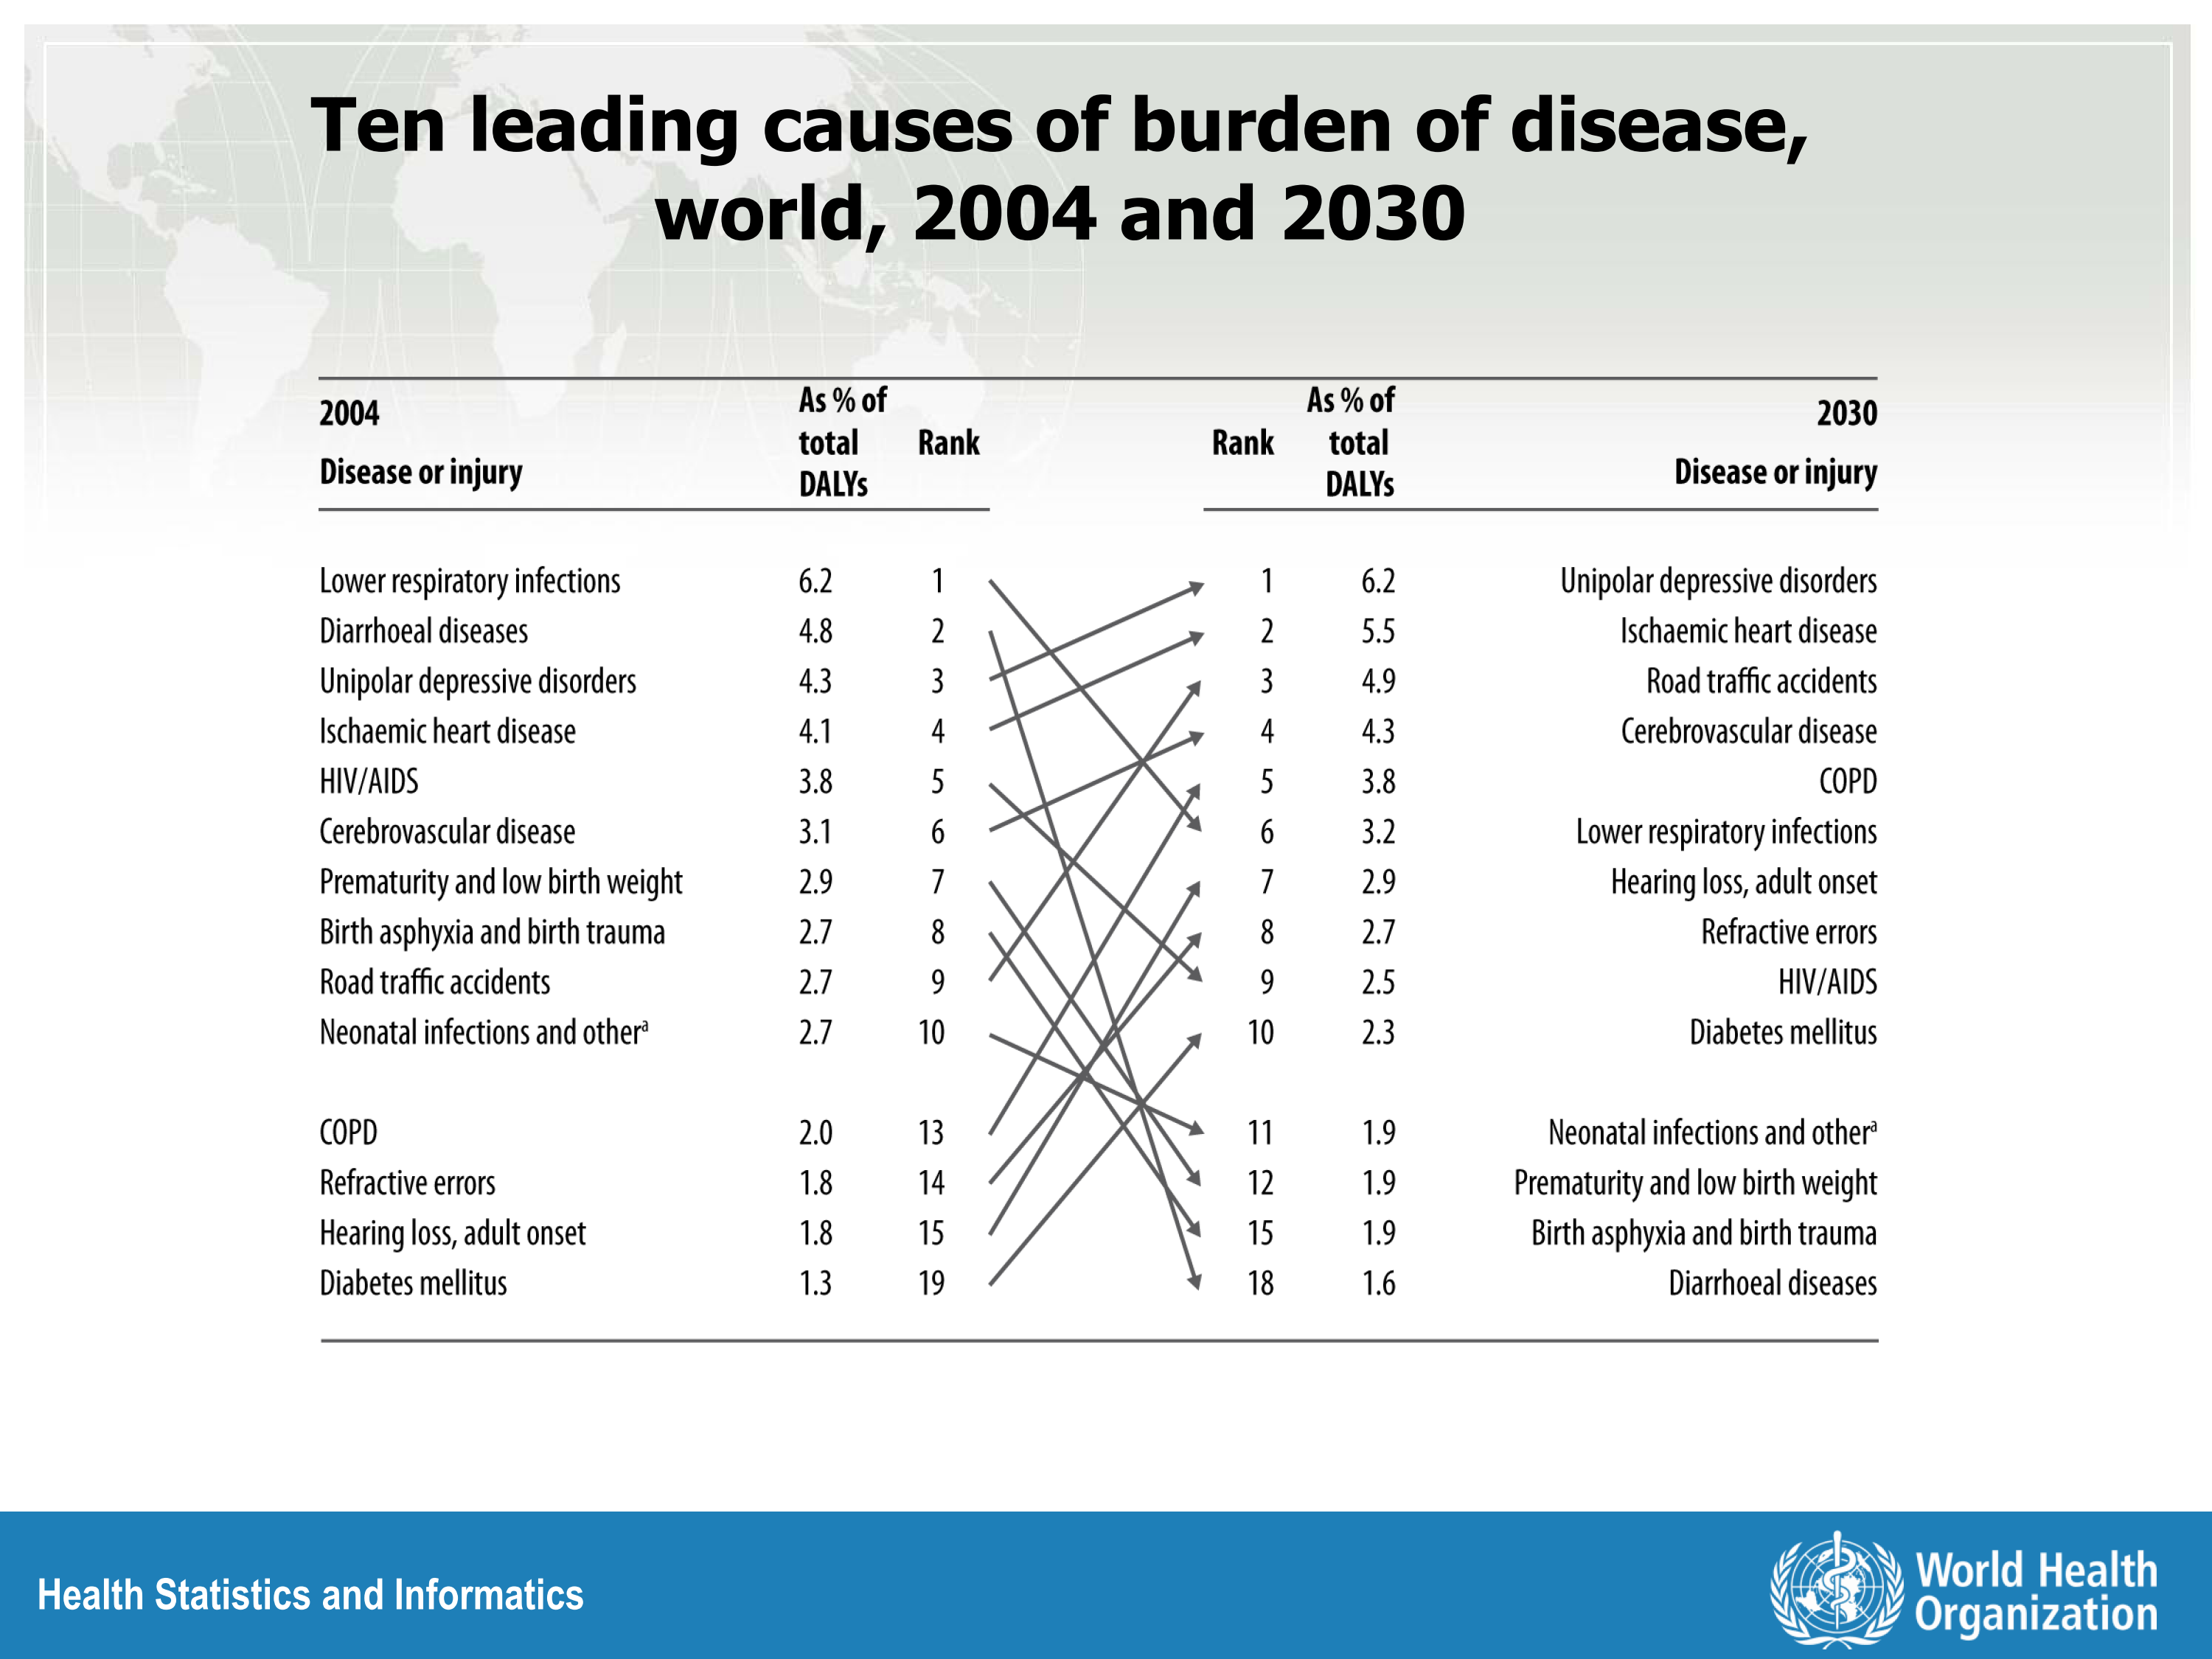 Ten leading causes of burden of disease,
world, 2004 and 2030
2004 As % of total DALYs Rank Rank As % of total DALYs 2030
Disease or injury Disease or injury
Lower respiratory infections 6.2 1 1 6.2 Unipolar depressive disorders
Diarrhoeal diseases 4.8 2 2 5.5 Ischaemic heart disease
Unipolar depressive disorders 4.3 3 3 4.9 Road traffic accidents
Ischaemic heart disease 4.1 4 4 4.3 Cerebrovascular disease
HIV/AIDS 3.8 5 5 3.8 COPD
Cerebrovascular disease 3.1 6 6 3.2 Lower respiratory infections
Prematurity and low birth weight 2.9 7 7 2.9 Hearing loss, adult onset
Birth asphyxia and birth trauma 2.7 8 8 2.7 Refractive errors
Road traffic accidents 2.7 9 9 2.5 HIV/AIDS
Neonatal infections and otherᵃ 2.7 10 10 2.3 Diabetes mellitus
COPD 2.0 13 11 1.9 Neonatal infections and otherᵃ
Refractive errors 1.8 14 12 1.9 Prematurity and low birth weight
Hearing loss, adult onset 1.8 15 15 1.9 Birth asphyxia and birth trauma
Diabetes mellitus 1.3 19 18 1.6 Diarrhoeal diseases
Health Statistics and Informatics
World Health
Organization